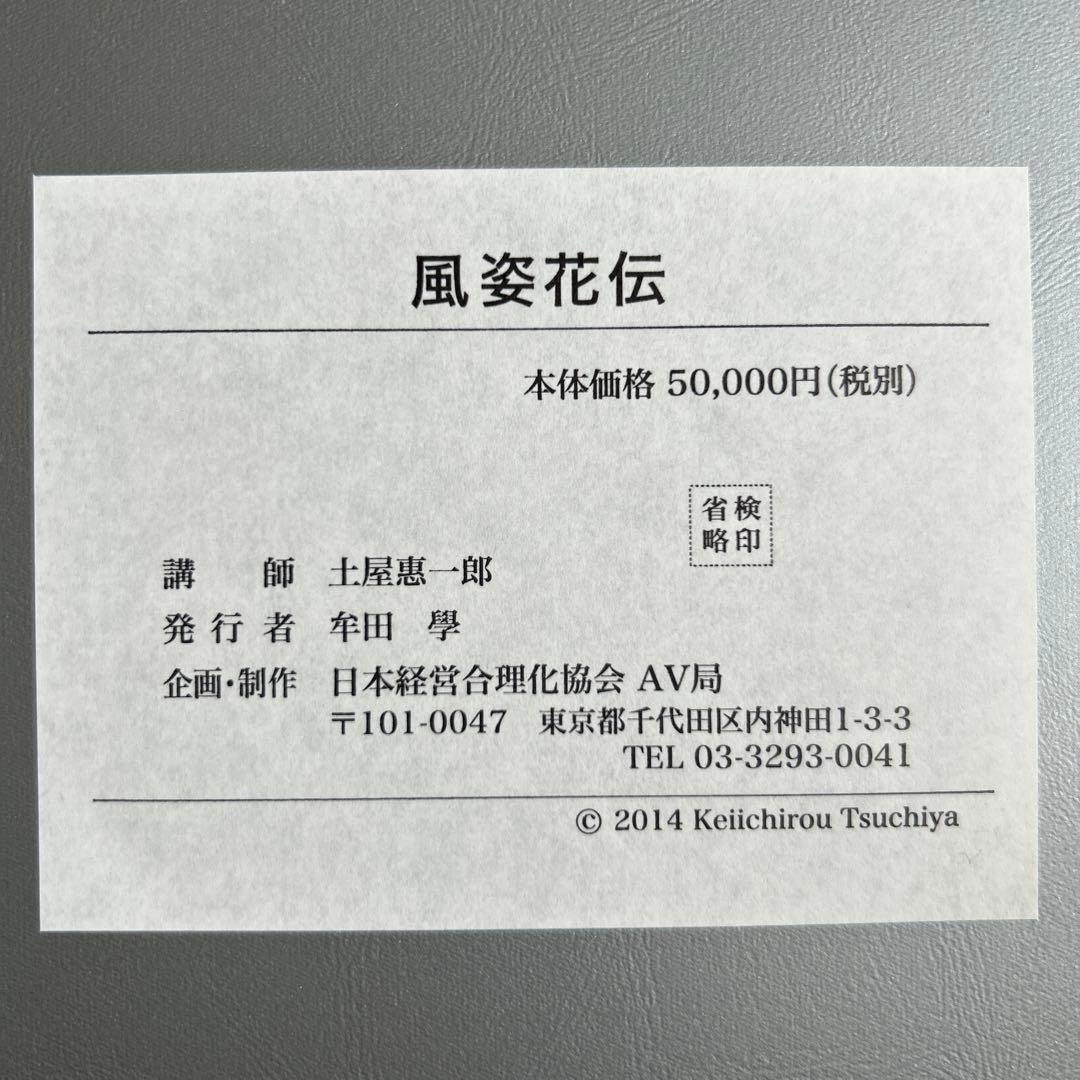 風姿花伝
本体価格 50,000円(税別)
検印
省略
講師 土屋惠一郎
発行者 牟田 學
企画・制作 日本経営合理化協会 AV局
〒101-0047 東京都千代田区内神田1-3-3
TEL 03-3293-0041
© 2014 Keiichirou Tsuchiya